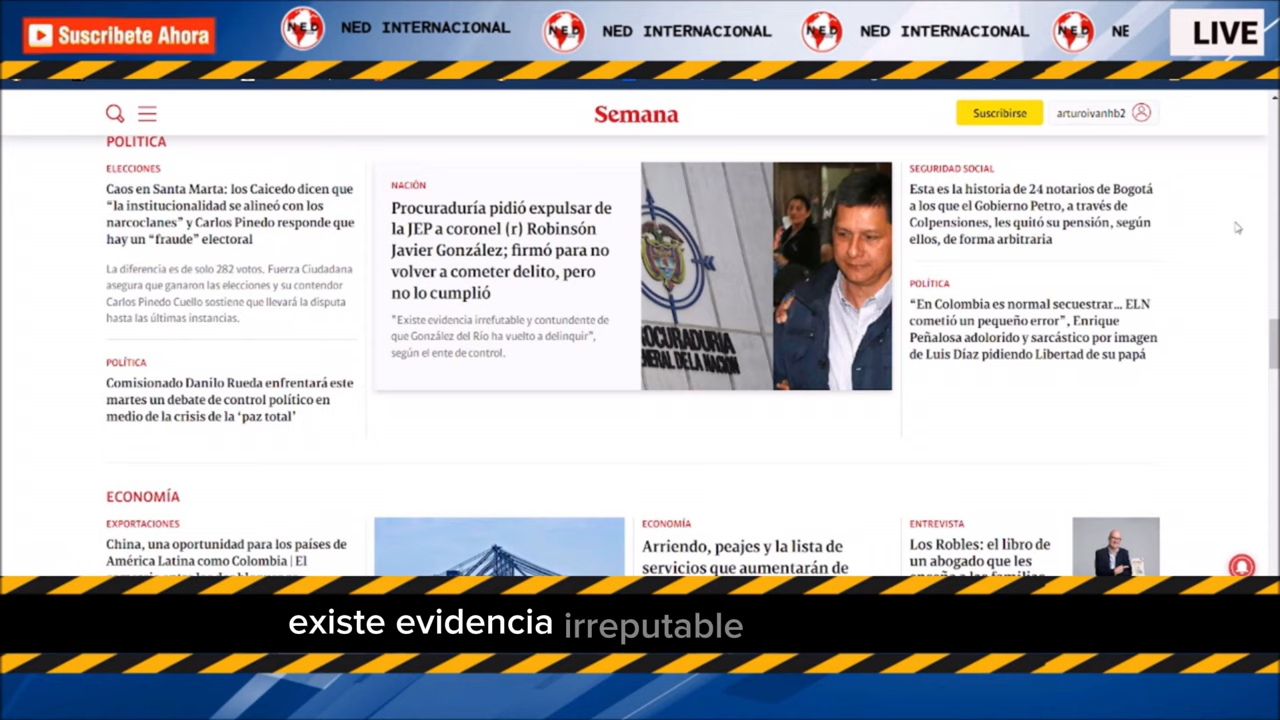 Suscribete Ahora
NED INTERNACIONAL
NED INTERNACIONAL
NED INTERNACIONAL
NE
LIVE
Semana
Suscribirse
arturoivanhb2
POLÍTICA
ELECCIONES
Caos en Santa Marta: los Caicedo dicen que
“la institucionalidad se alineó con los
narcoclanes” y Carlos Pinedo responde que
hay un “fraude” electoral
La diferencia es de solo 282 votos. Fuerza Ciudadana
asegura que ganaron las elecciones y su contendor
Carlos Pinedo Cuello sostiene que llevará la disputa
hasta las últimas instancias.
POLÍTICA
Comisionado Danilo Rueda enfrentará este
martes un debate de control político en
medio de la crisis de la ‘paz total’
NACIÓN
Procuraduría pidió expulsar de
la JEP a coronel (r) Robinsón
Javier González; firmó para no
volver a cometer delito, pero
no lo cumplió
“Existe evidencia irrefutable y contundente de
que González del Río ha vuelto a delinquir”,
según el ente de control.
PROCURADURÍA
GENERAL DE LA NACIÓN
SEGURIDAD SOCIAL
Esta es la historia de 24 notarios de Bogotá
a los que el Gobierno Petro, a través de
Colpensiones, les quitó su pensión, según
ellos, de forma arbitraria
POLÍTICA
“En Colombia es normal secuestrar... ELN
cometió un pequeño error”, Enrique
Peñalosa adolorido y sarcástico por imagen
de Luis Díaz pidiendo Libertad de su papá
ECONOMÍA
EXPORTACIONES
China, una oportunidad para los países de
América Latina como Colombia | El
ECONOMÍA
Arriendo, peajes y la lista de
servicios que aumentarán de
ENTREVISTA
Los Robles: el libro de
un abogado que les
existe evidencia irreputable